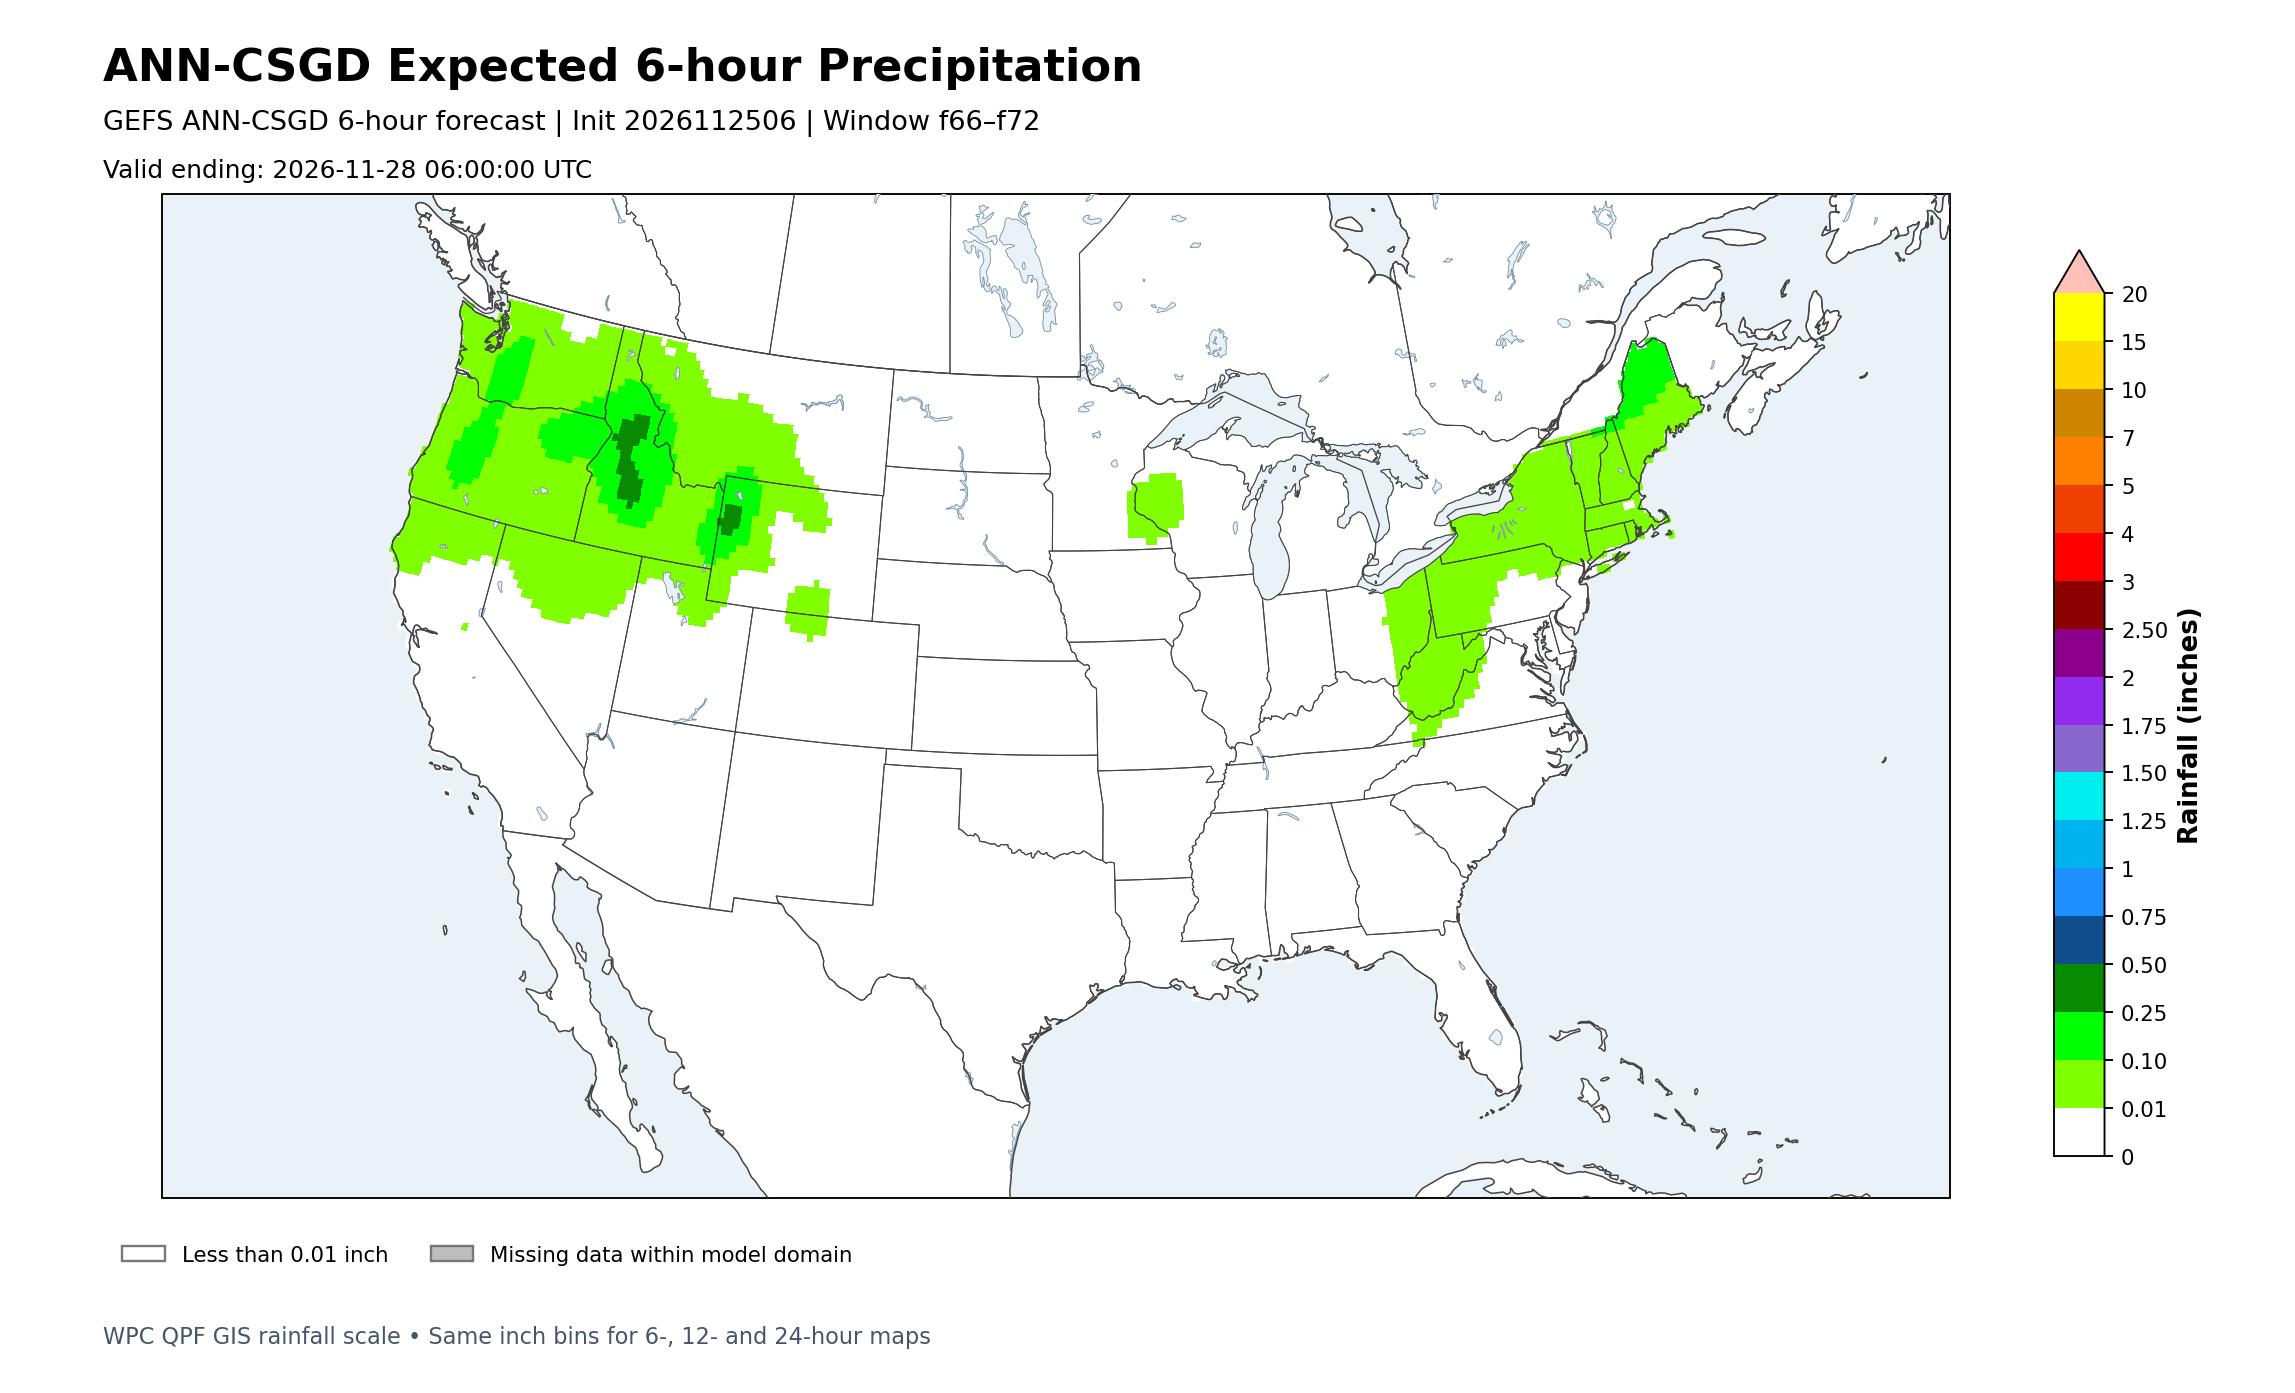 ANN-CSGD Expected 6-hour Precipitation
GEFS ANN-CSGD 6-hour forecast | Init 2026112506 | Window f66–f72
Valid ending: 2026-11-28 06:00:00 UTC
20
15
10
7
5
4
3
2.50
2
1.75
1.50
1.25
1
0.75
0.50
0.25
0.10
0.01
0
Rainfall (inches)
Less than 0.01 inch
Missing data within model domain
WPC QPF GIS rainfall scale • Same inch bins for 6-, 12- and 24-hour maps